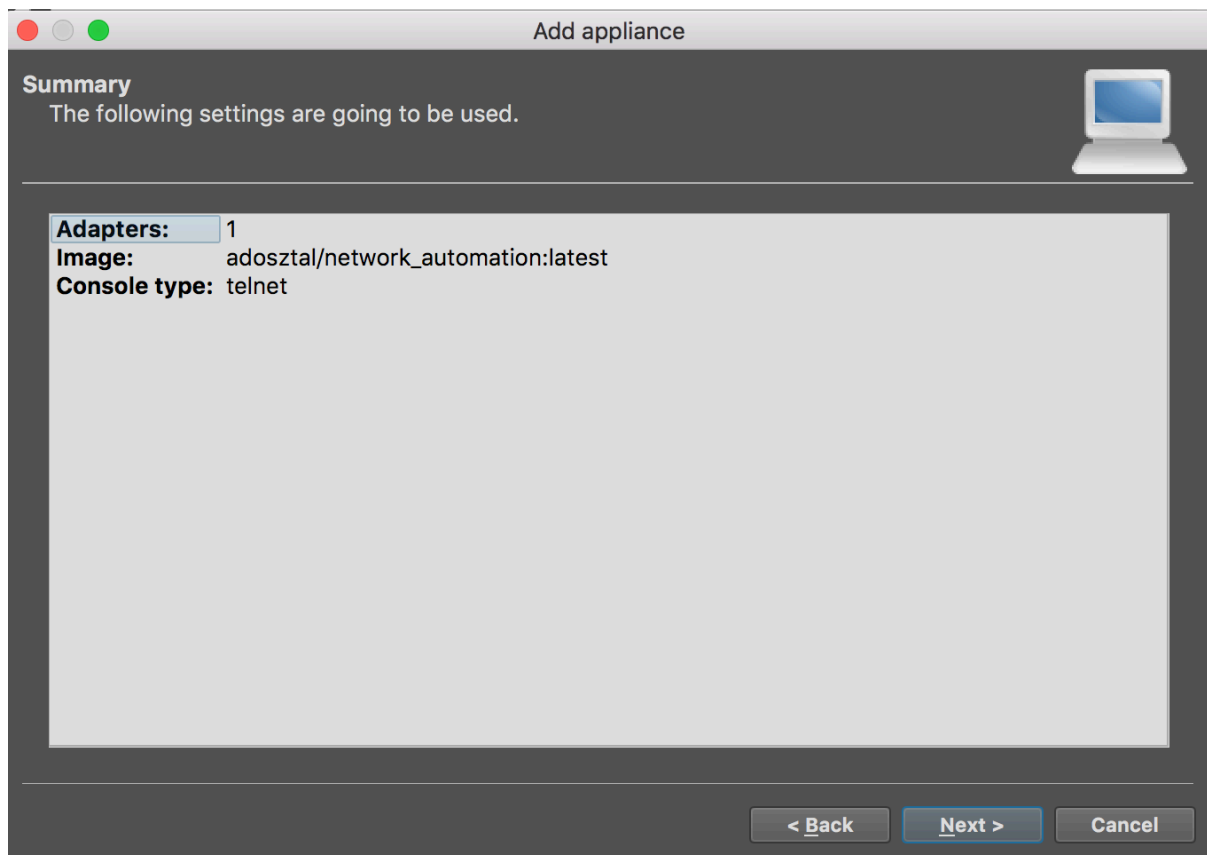 Add appliance
Summary
The following settings are going to be used.
Adapters: 1
Image: adosztal/network_automation:latest
Console type: telnet
< Back Next > Cancel